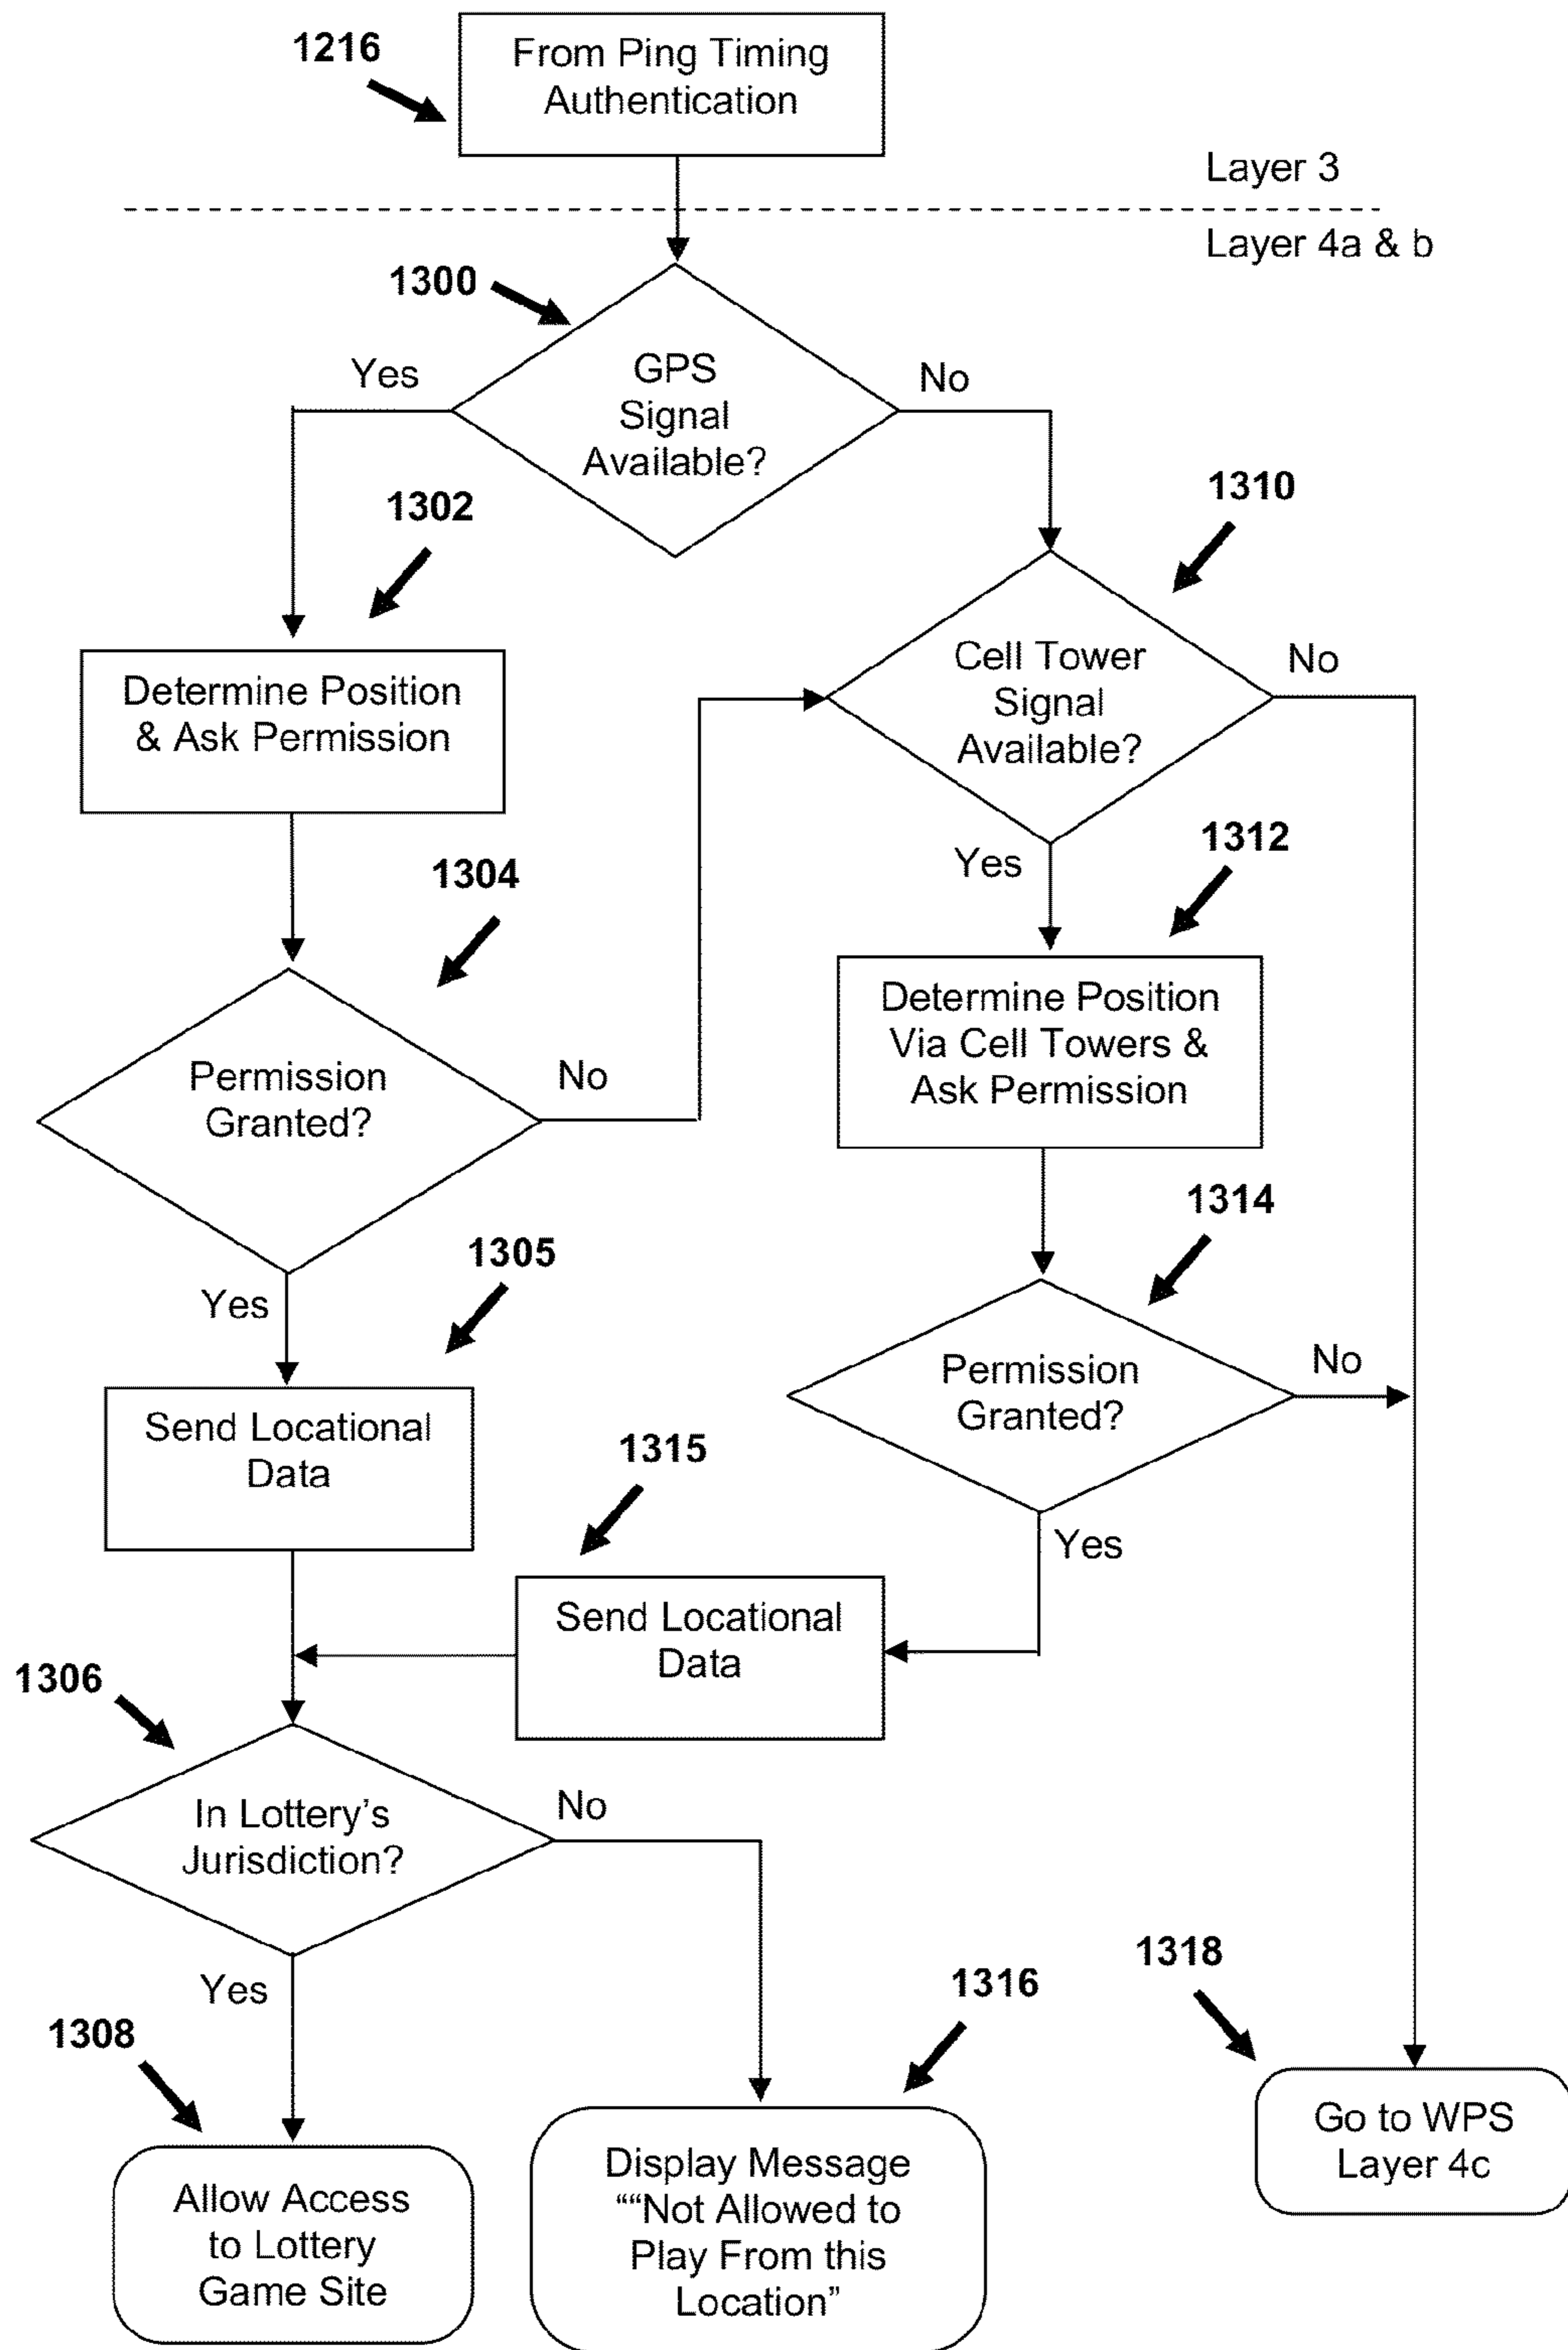 1216
From Ping Timing
Authentication
Layer 3
Layer 4a & b
1300
Yes
GPS
Signal
Available?
No
1302
1310
Determine Position
& Ask Permission
Cell Tower
Signal
Available?
No
1304
Yes
1312
Permission
Granted?
No
Determine Position
Via Cell Towers &
Ask Permission
1305
Yes
1314
Send Locational
Data
Permission
Granted?
No
1315
Yes
Send Locational
Data
1306
In Lottery's
Jurisdiction?
No
Yes
1308
1316
1318
Allow Access
to Lottery
Game Site
Display Message
““Not Allowed to
Play From this
Location”
Go to WPS
Layer 4c